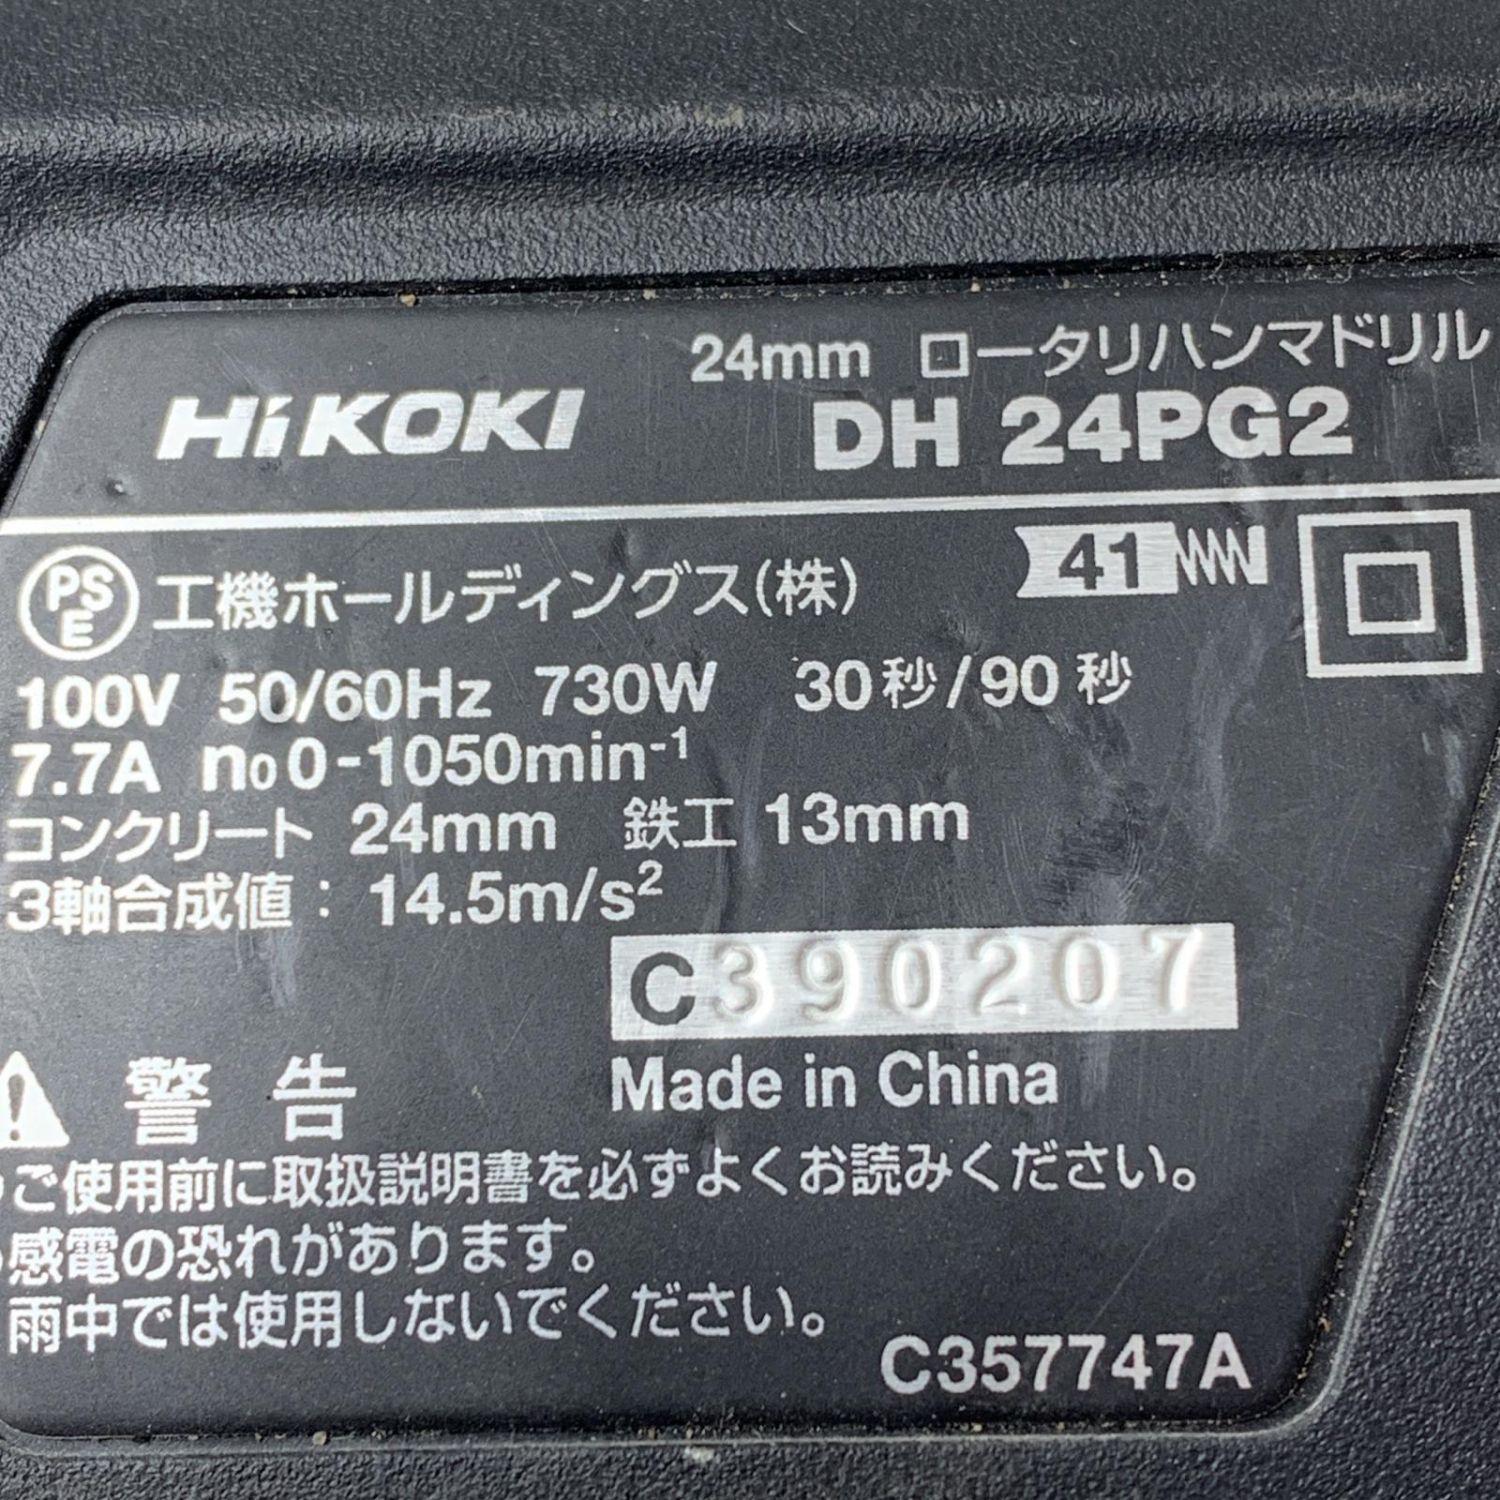 24mm ロータリハンマドリル
HiKOKI DH 24PG2
PSE 工機ホールディングス(株) 41
100V 50/60Hz 730W 30秒/90秒
7.7A n₀ 0-1050min⁻¹
コンクリート 24mm 鉄工 13mm
3軸合成値：14.5m/s²
C390207
Made in China
警告
ご使用前に取扱説明書を必ずよくお読みください。
感電の恐れがあります。
雨中では使用しないでください。
C357747A